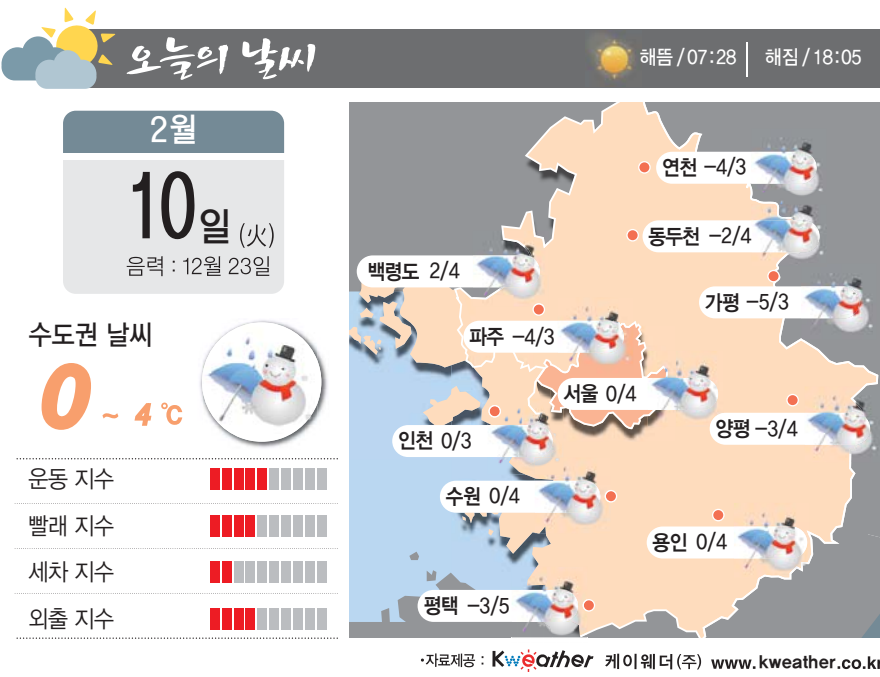 오늘의 날씨
해뜸/07:28
해짐/18:05
2월
10일 (火)
음력 : 12월 23일
수도권 날씨
0 ~ 4 ℃
운동 지수
빨래 지수
세차 지수
외출 지수
연천 -4/3
동두천 -2/4
백령도 2/4
가평 -5/3
파주 -4/3
서울 0/4
양평 -3/4
인천 0/3
수원 0/4
용인 0/4
평택 -3/5
·자료제공 : Kweather 케이웨더(주) www.kweather.co.kr